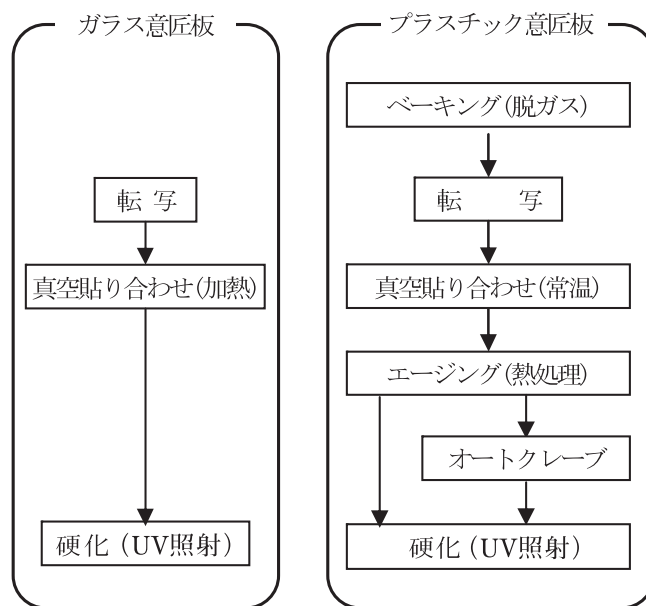 ガラス意匠板
転 写
真空貼り合わせ(加熱)
硬化(UV照射)
プラスチック意匠板
ベーキング(脱ガス)
転 写
真空貼り合わせ(常温)
エージング(熱処理)
オートクレーブ
硬化(UV照射)